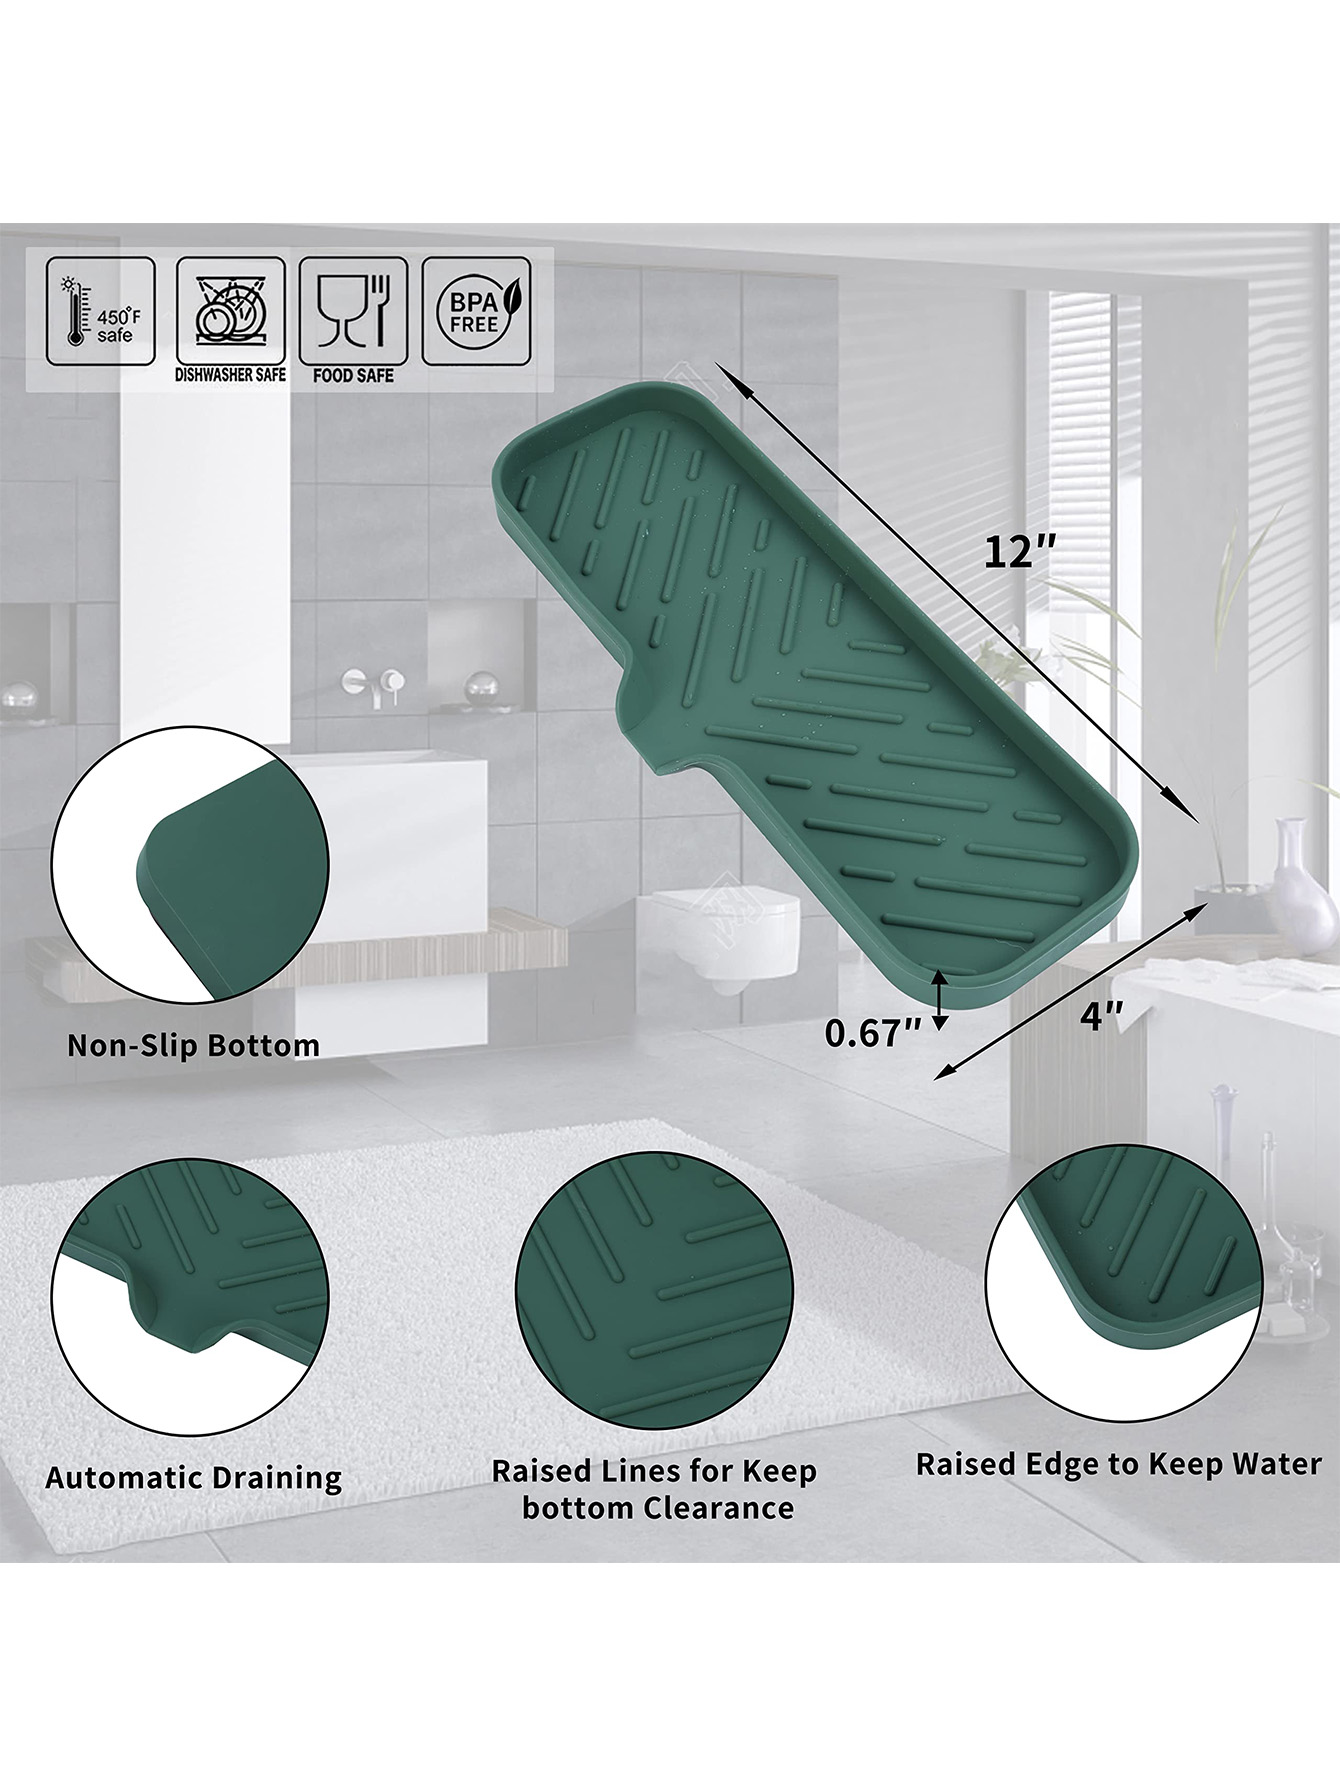 450°F
safe
DISHWASHER SAFE
FOOD SAFE
BPA
FREE
12"
4"
0.67"
Non-Slip Bottom
Automatic Draining
Raised Lines for Keep
bottom Clearance
Raised Edge to Keep Water